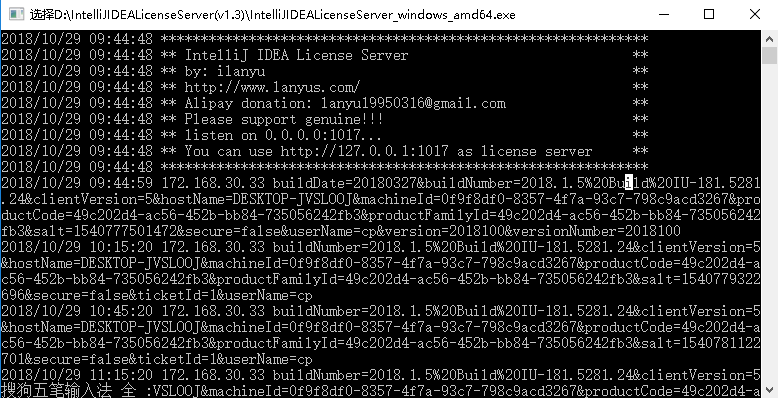 选择D:\IntelliJIDEALicenseServer(v1.3)\IntelliJIDEALicenseServer_windows_amd64.exe
2018/10/29 09:44:48 ************************************************************
2018/10/29 09:44:48 ** IntelliJ IDEA License Server **
2018/10/29 09:44:48 ** by: ilanyu **
2018/10/29 09:44:48 ** http://www.lanyus.com/ **
2018/10/29 09:44:48 ** Alipay donation: lanyu19950316@gmail.com **
2018/10/29 09:44:48 ** Please support genuine!!! **
2018/10/29 09:44:48 ** listen on 0.0.0.0:1017... **
2018/10/29 09:44:48 ** You can use http://127.0.0.1:1017 as license server **
2018/10/29 09:44:48 ************************************************************
2018/10/29 09:44:59 172.168.30.33 buildDate=20180327&buildNumber=2018.1.5%20Build%20IU-181.5281
.24&clientVersion=5&hostName=DESKTOP-JVSLOOJ&machineId=0f9f8df0-8357-4f7a-93c7-798c9acd3267&pro
ductCode=49c202d4-ac56-452b-bb84-735056242fb3&productFamilyId=49c202d4-ac56-452b-bb84-735056242
fb3&salt=1540777501472&secure=false&userName=cp&version=2018100&versionNumber=2018100
2018/10/29 10:15:20 172.168.30.33 buildNumber=2018.1.5%20Build%20IU-181.5281.24&clientVersion=5
&hostName=DESKTOP-JVSLOOJ&machineId=0f9f8df0-8357-4f7a-93c7-798c9acd3267&productCode=49c202d4-a
c56-452b-bb84-735056242fb3&productFamilyId=49c202d4-ac56-452b-bb84-735056242fb3&salt=1540779322
696&secure=false&ticketId=1&userName=cp
2018/10/29 10:45:20 172.168.30.33 buildNumber=2018.1.5%20Build%20IU-181.5281.24&clientVersion=5
&hostName=DESKTOP-JVSLOOJ&machineId=0f9f8df0-8357-4f7a-93c7-798c9acd3267&productCode=49c202d4-a
c56-452b-bb84-735056242fb3&productFamilyId=49c202d4-ac56-452b-bb84-735056242fb3&salt=1540781122
701&secure=false&ticketId=1&userName=cp
2018/10/29 11:15:20 172.168.30.33 buildNumber=2018.1.5%20Build%20IU-181.5281.24&clientVersion=5
搜狗五笔输入法 全 :VSLOOJ&machineId=0f9f8df0-8357-4f7a-93c7-798c9acd3267&productCode=49c202d4-a